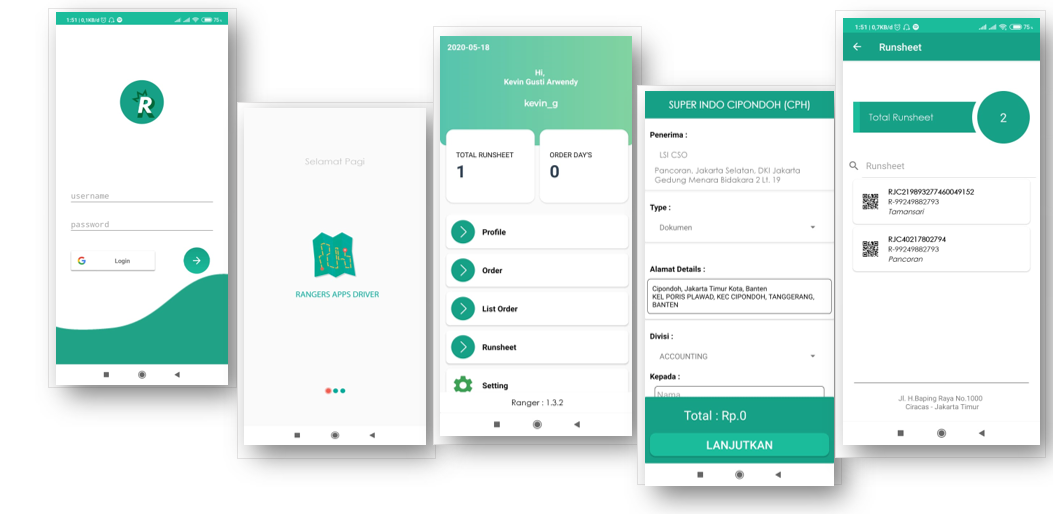 1:51 | 0,1KB/d
75
R
username
password
G
Login
Selamat Pagi
RANGERS APPS DRIVER
2020-05-18
Hi,
Kevin Gusti Arwendy
kevin_g
TOTAL RUNSHEET
1
ORDER DAY'S
0
Profile
Order
List Order
Runsheet
Setting
Ranger : 1.3.2
SUPER INDO CIPONDOH (CPH)
Penerima :
LSI CSO
Pancoran, Jakarta Selatan, DKI Jakarta
Gedung Menara Bidakara 2 Lt. 19
Type :
Dokumen
Alamat Details :
Cipondoh, Jakarta Timur Kota, Banten
KEL PORIS PLAWAD, KEC CIPONDOH, TANGGERANG,
BANTEN
Divisi :
ACCOUNTING
Kepada :
Nama
Total : Rp.0
LANJUTKAN
1:51 | 0,7KB/d
75
Runsheet
Total Runsheet
2
Runsheet
RJC219893277460049152
R-99249882793
Tamansari
RJC40217802794
R-99249882793
Pancoran
Jl. H.Baping Raya No.1000
Ciracas - Jakarta Timur